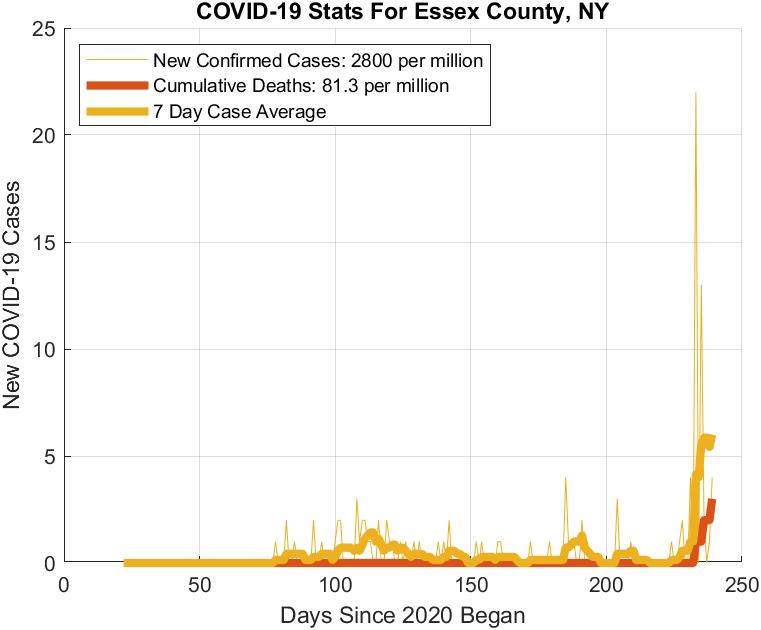 COVID-19 Stats For Essex County, NY
25
New Confirmed Cases: 2800 per million
Cumulative Deaths: 81.3 per million
7 Day Case Average
20
15
10
5
0
New COVID-19 Cases
0 50 100 150 200 250
Days Since 2020 Began